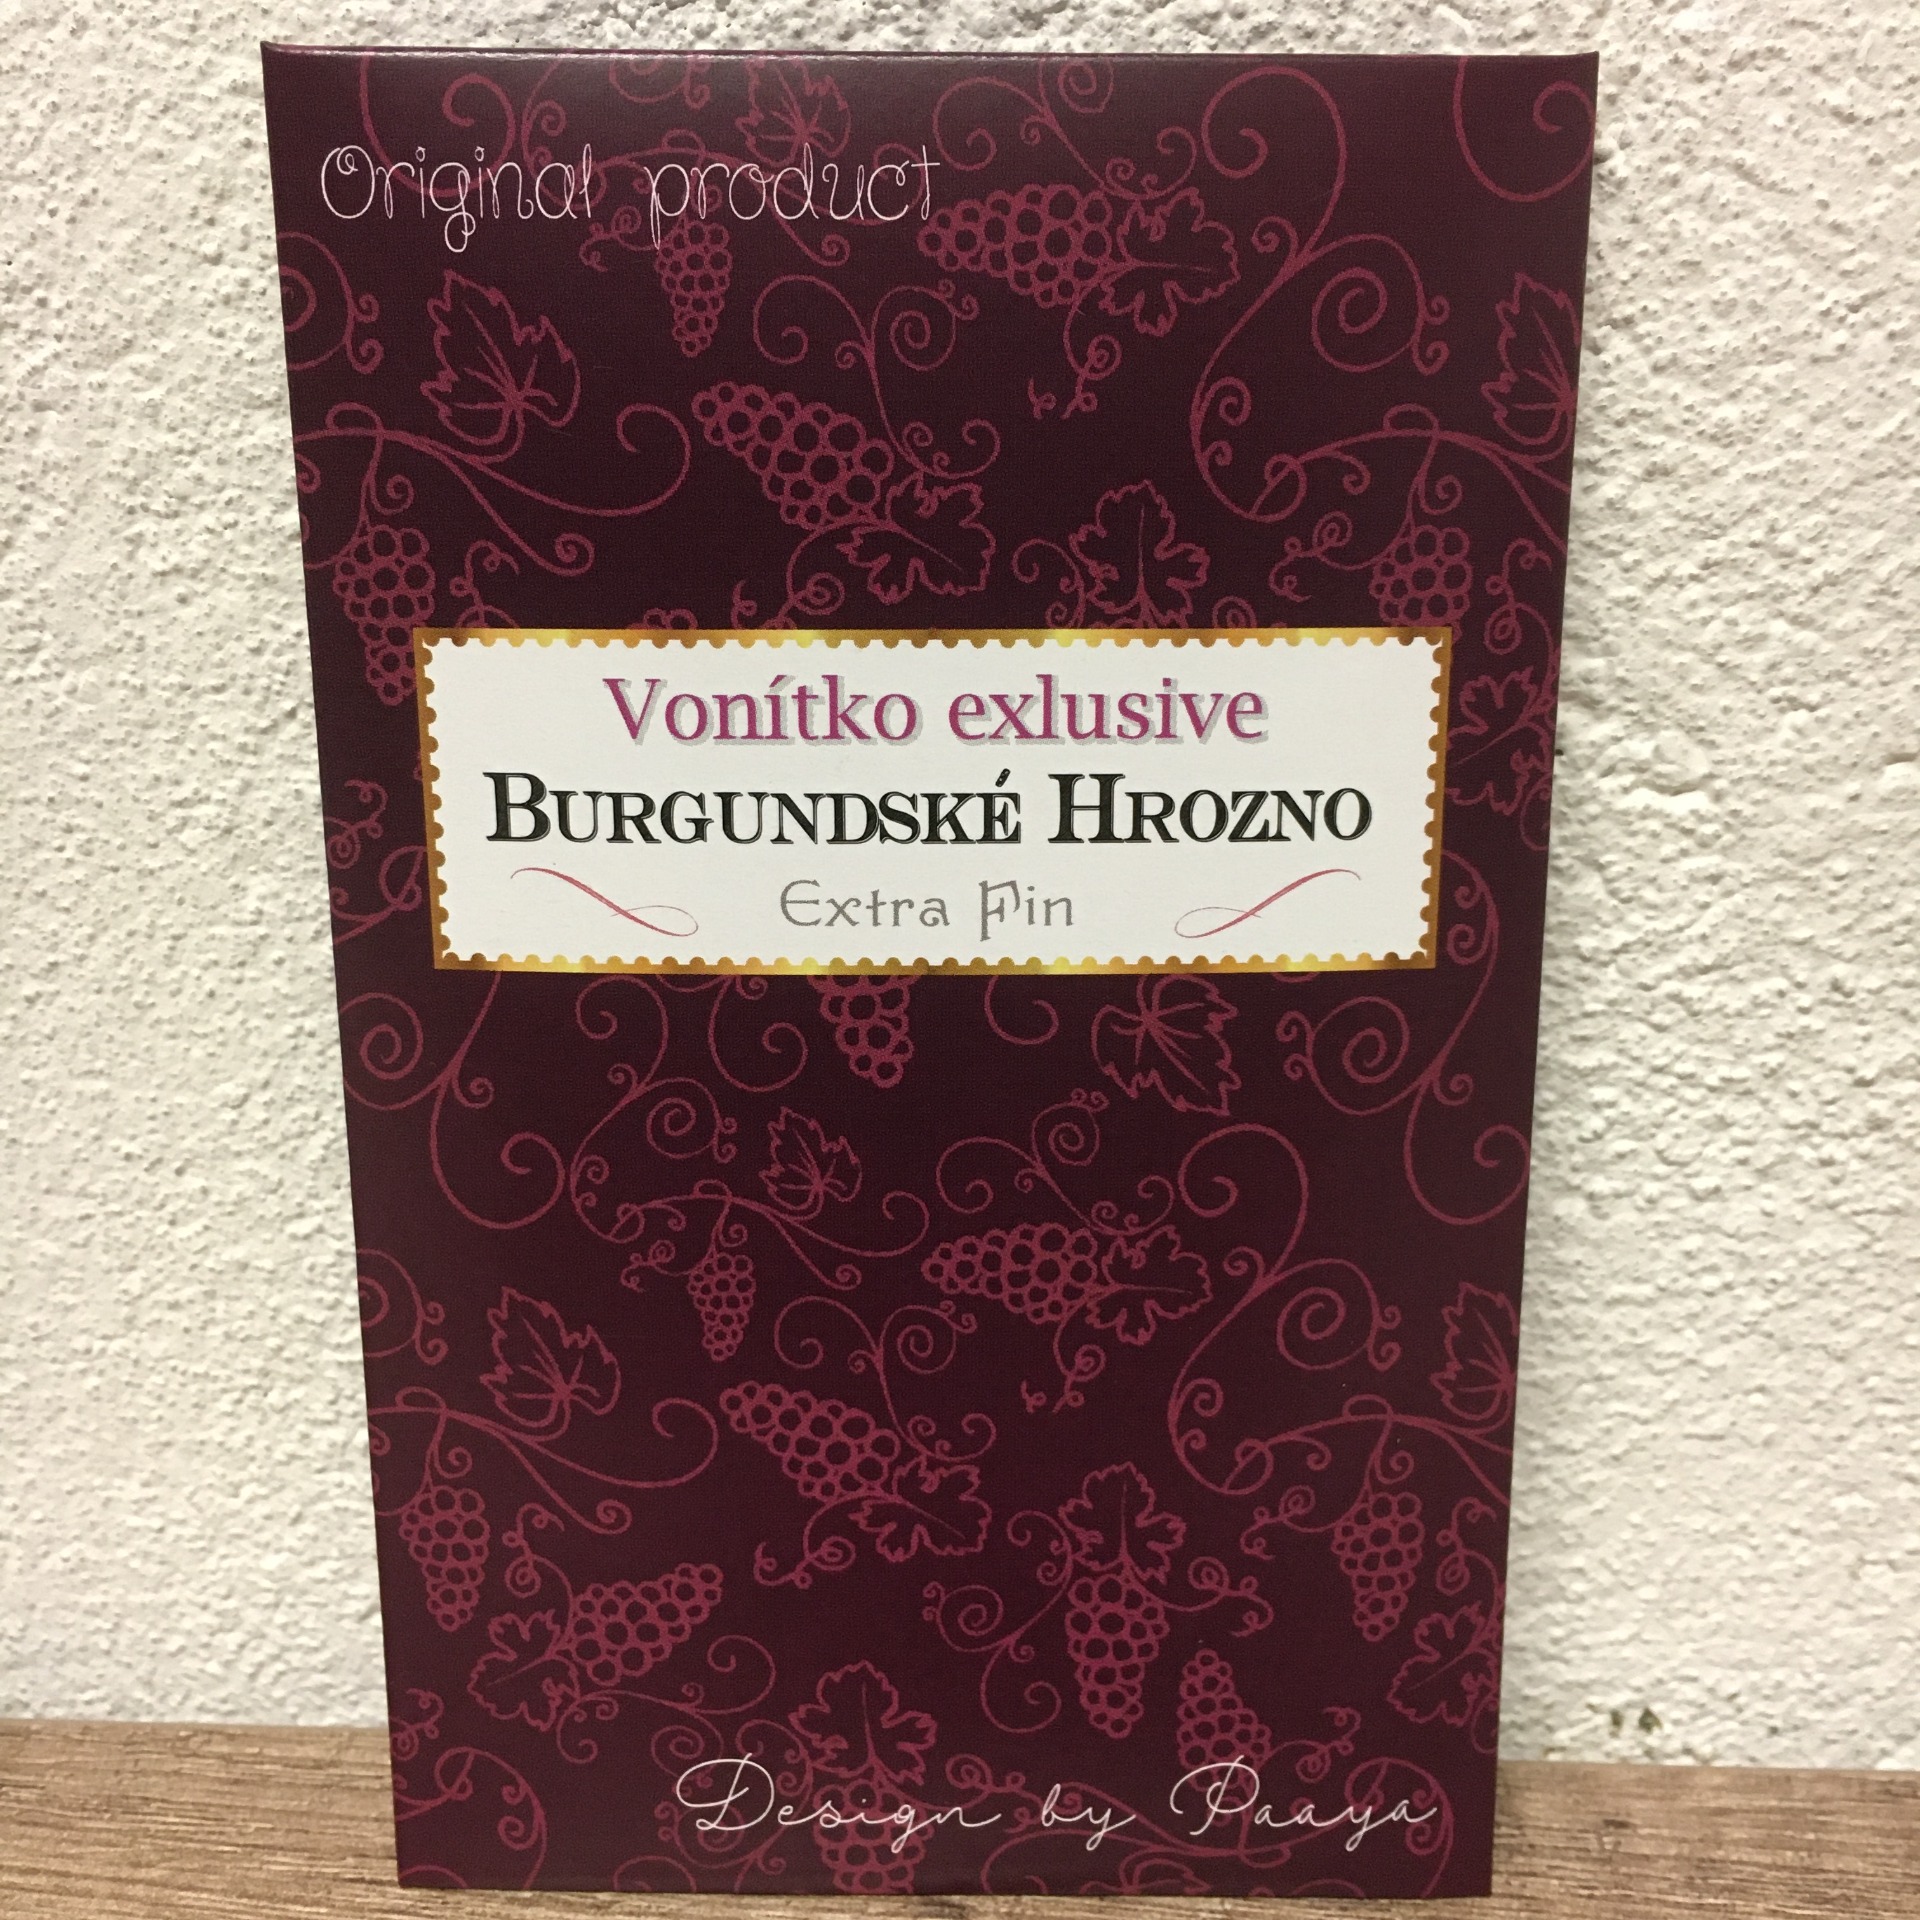 Original product
Vonítko exlusive
BURGUNDSKÉ HROZNO
Extra Fin
Design by Paaya